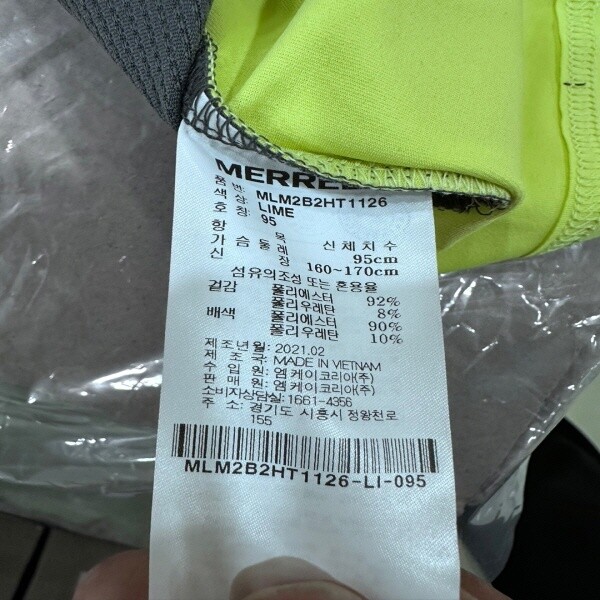 MERRE
품 번: MLM2B2HT1126
색 상: LIME
호 칭: 95
항 목 신체치수
가슴둘레 95cm
신 장 160~170cm
섬유의조성 또는 혼용율
겉감 폴리에스터 92%
폴리우레탄 8%
배색 폴리에스터 90%
폴리우레탄 10%
제조년월: 2021.02
제 조 국: MADE IN VIETNAM
수 입 원: 엠케이코리아(주)
판 매 원: 엠케이코리아(주)
소비자상담실: 1661-4356
주 소: 경기도 시흥시 정왕천로
155
MLM2B2HT1126-LI-095